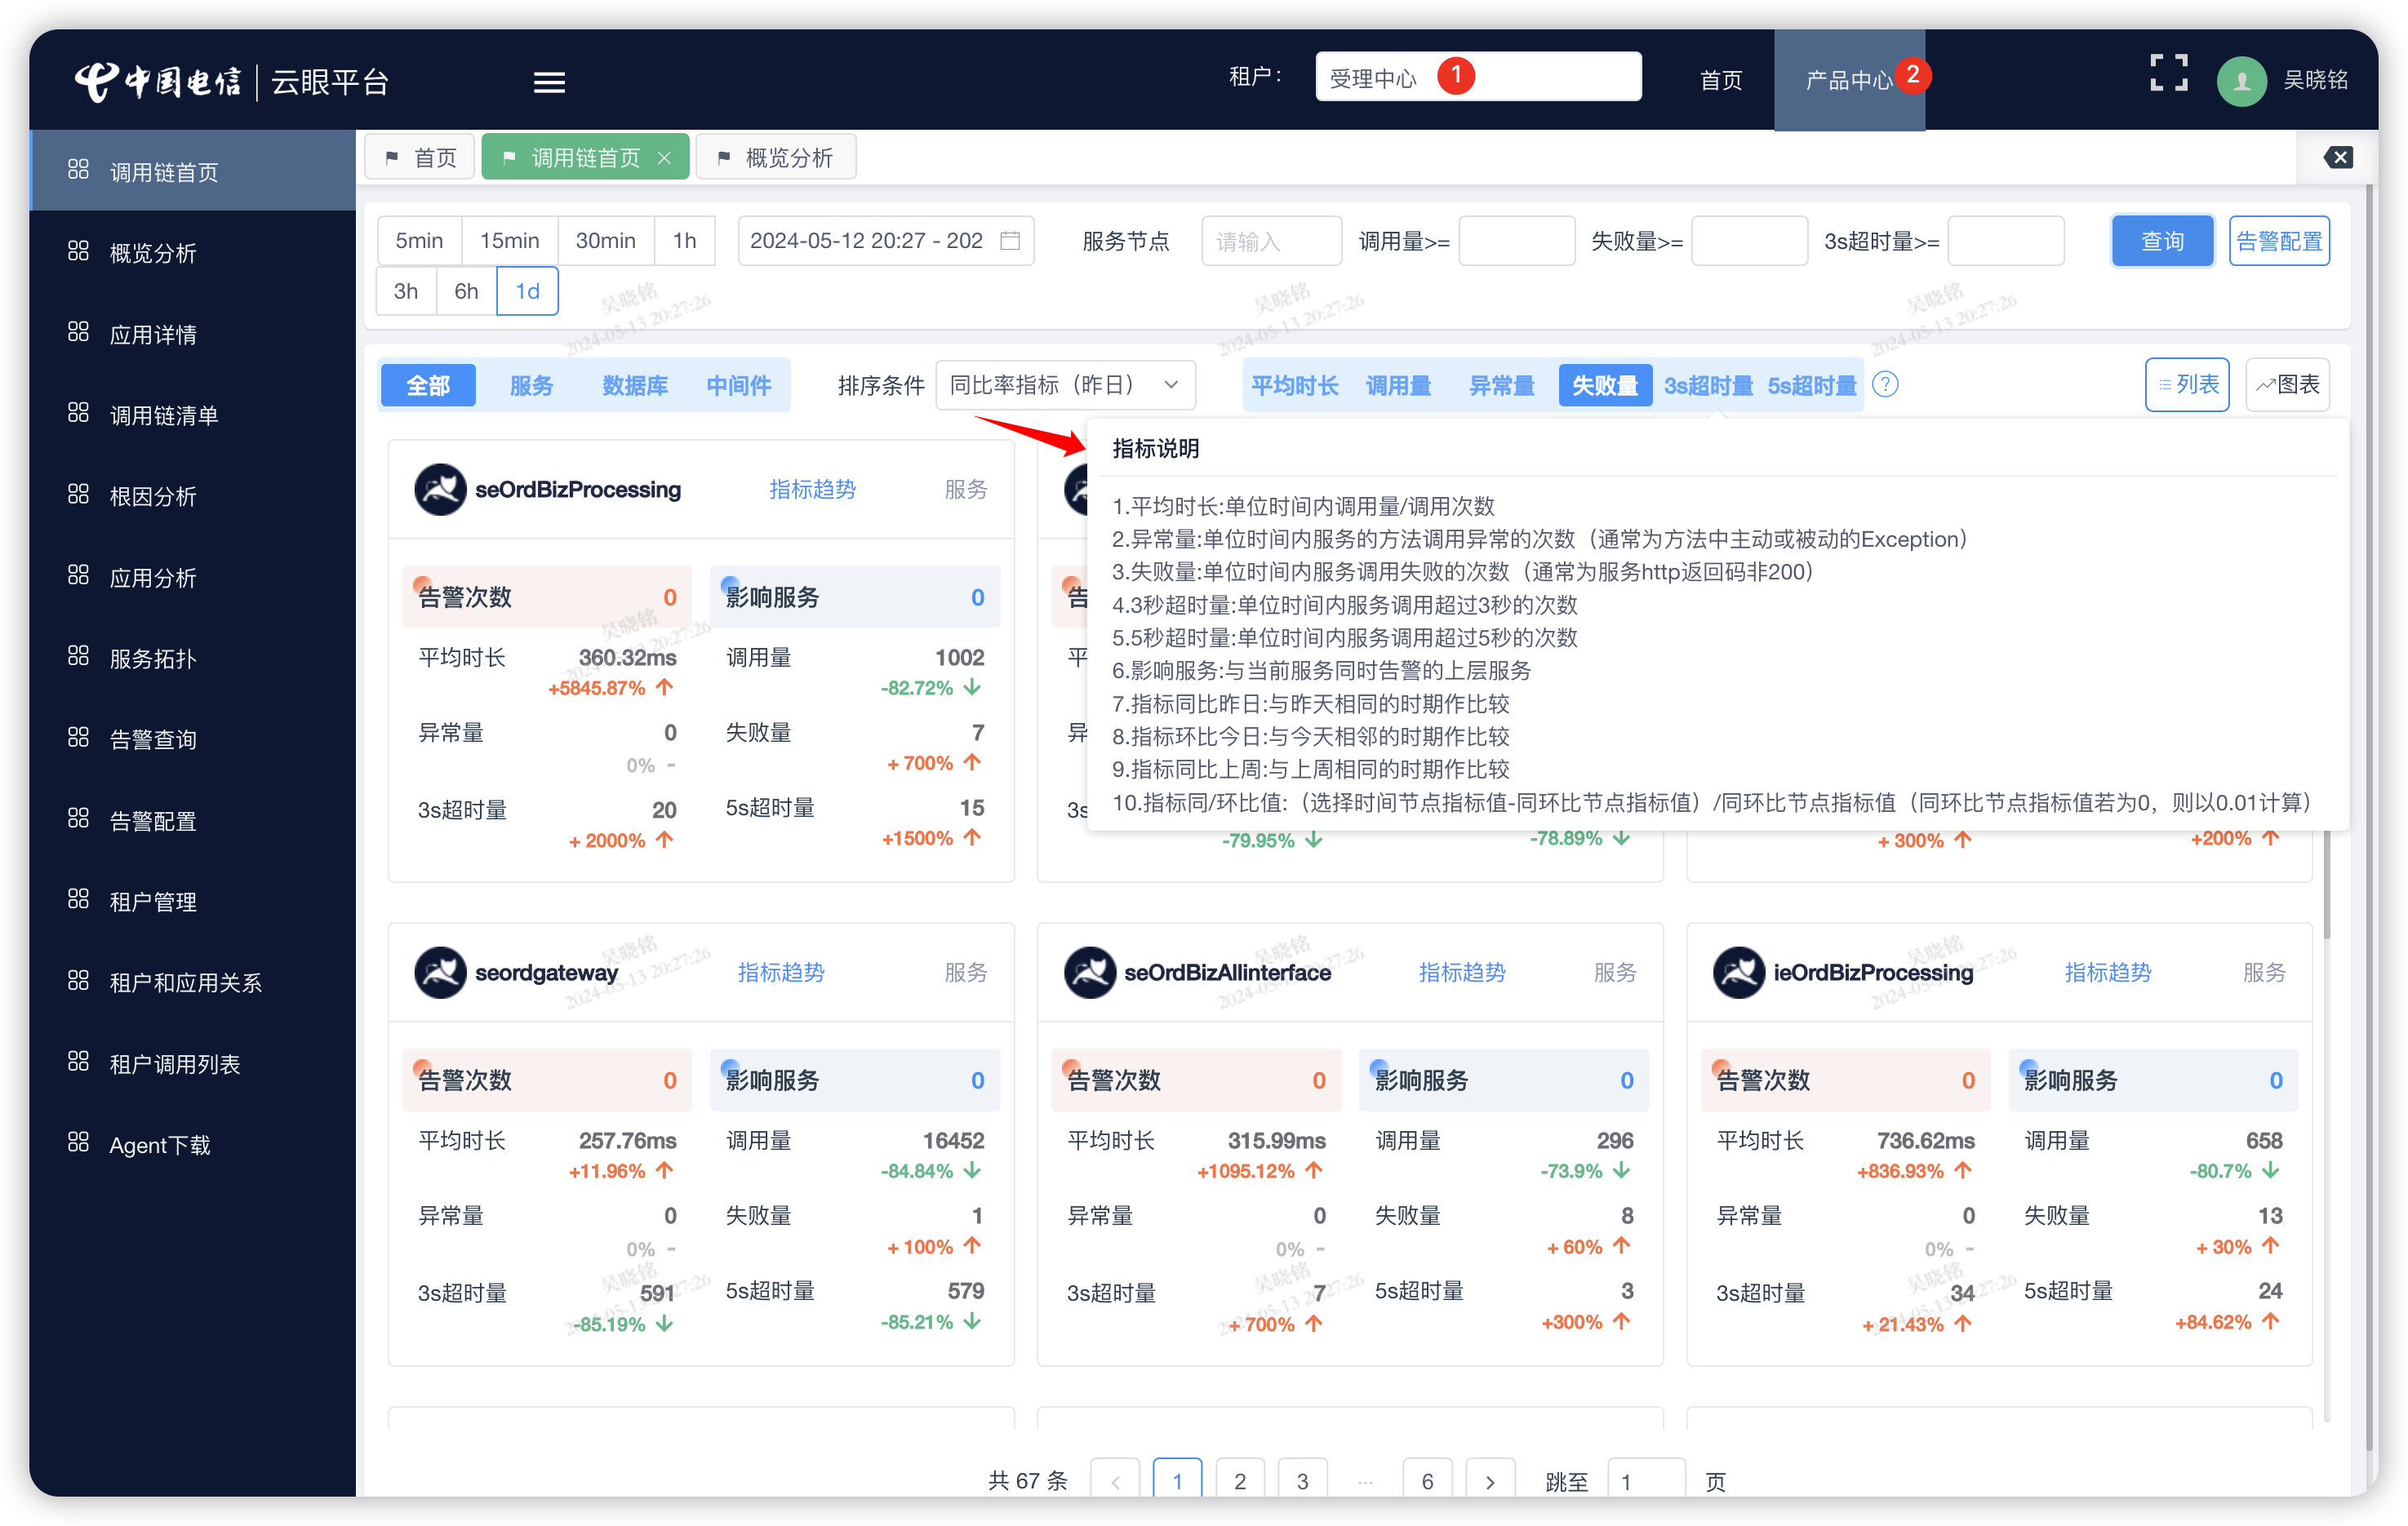 中国电信 | 云眼平台
租户： 受理中心 1
首页
产品中心 2
吴晓铭
调用链首页
概览分析
应用详情
调用链清单
根因分析
应用分析
服务拓扑
告警查询
告警配置
租户管理
租户和应用关系
租户调用列表
Agent下载
首页 调用链首页 概览分析
5min 15min 30min 1h 2024-05-12 20:27 - 202 服务节点 请输入 调用量>= 失败量>= 3s超时量>= 查询 告警配置
3h 6h 1d
全部 服务 数据库 中间件 排序条件 同比率指标（昨日） 平均时长 调用量 异常量 失败量 3s超时量 5s超时量 ? 列表 图表
指标说明
1.平均时长:单位时间内调用量/调用次数
2.异常量:单位时间内服务的方法调用异常的次数（通常为方法中主动或被动的Exception）
3.失败量:单位时间内服务调用失败的次数（通常为服务http返回码非200）
4.3秒超时量:单位时间内服务调用超过3秒的次数
5.5秒超时量:单位时间内服务调用超过5秒的次数
6.影响服务:与当前服务同时告警的上层服务
7.指标同比昨日:与昨天相同的时期作比较
8.指标环比今日:与今天相邻的时期作比较
9.指标同比上周:与上周相同的时期作比较
10.指标同/环比值:（选择时间节点指标值-同环比节点指标值）/同环比节点指标值（同环比节点指标值若为0，则以0.01计算）
seOrdBizProcessing 指标趋势 服务
告警次数 0 影响服务 0
平均时长 360.32ms 调用量 1002
+5845.87% -82.72%
异常量 0 失败量 7
0% - + 700%
3s超时量 20 5s超时量 15
+ 2000% +1500%
告
平
异
3s
-79.95% -78.89%
+ 300% +200%
seordgateway 指标趋势 服务
告警次数 0 影响服务 0
平均时长 257.76ms 调用量 16452
+11.96% -84.84%
异常量 0 失败量 1
0% - + 100%
3s超时量 591 5s超时量 579
-85.19% -85.21%
seOrdBizAllinterface 指标趋势 服务
告警次数 0 影响服务 0
平均时长 315.99ms 调用量 296
+1095.12% -73.9%
异常量 0 失败量 8
0% - + 60%
3s超时量 7 5s超时量 3
+ 700% +300%
ieOrdBizProcessing 指标趋势 服务
告警次数 0 影响服务 0
平均时长 736.62ms 调用量 658
+836.93% -80.7%
异常量 0 失败量 13
0% - + 30%
3s超时量 34 5s超时量 24
+ 21.43% +84.62%
共 67 条 < 1 2 3 ··· 6 > 跳至 1 页
吴晓铭
2024-05-13 20:27:26